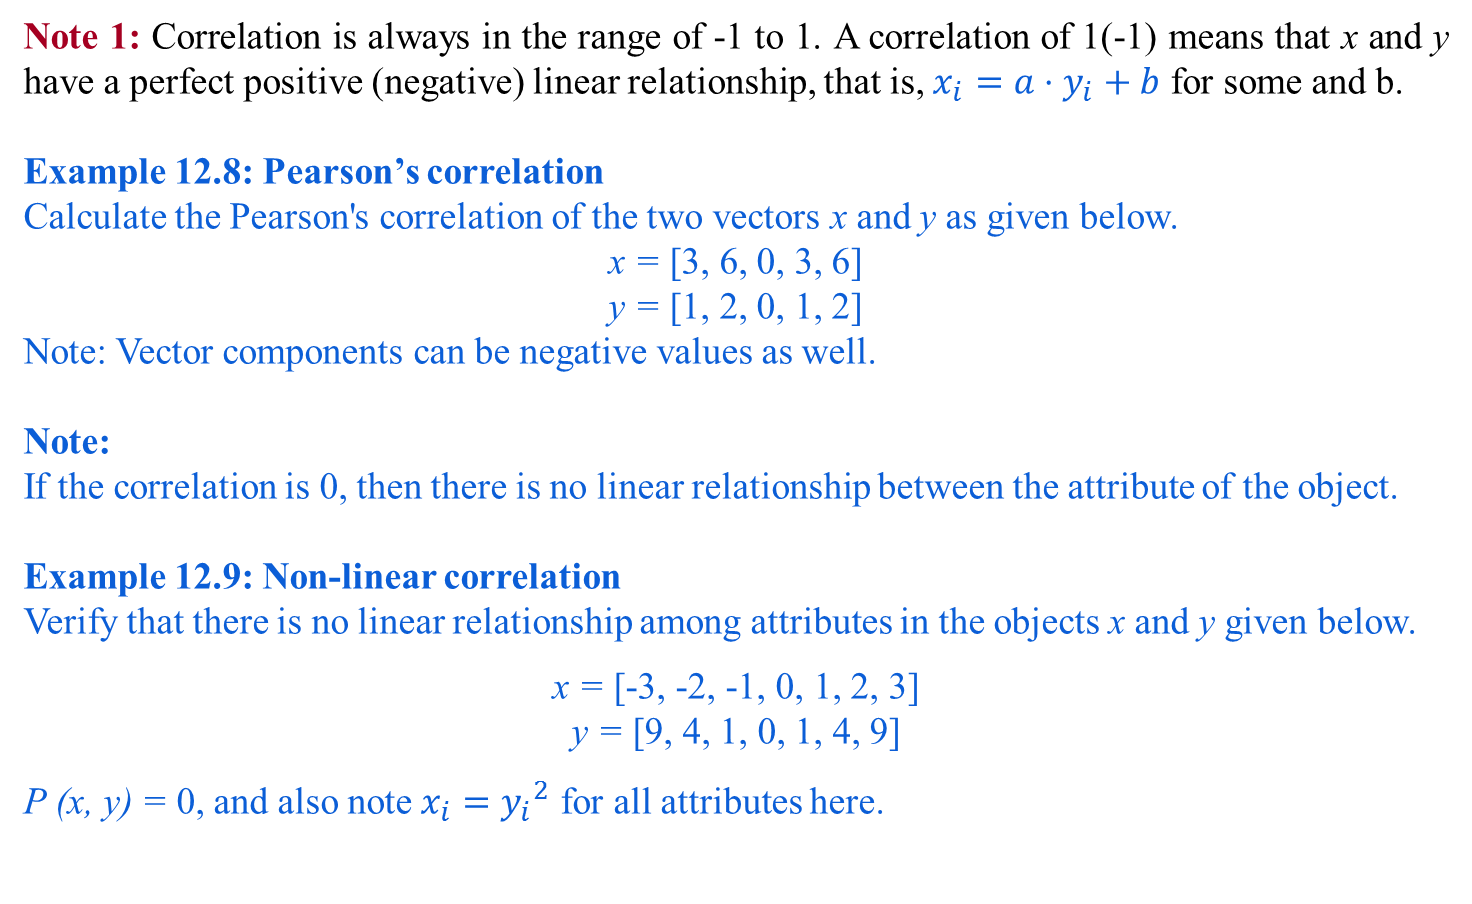 Note 1: Correlation is always in the range of -1 to 1. A correlation of 1(-1) means that x and y
have a perfect positive (negative) linear relationship, that is, xᵢ = a · yᵢ + b for some and b.
Example 12.8: Pearson’s correlation
Calculate the Pearson's correlation of the two vectors x and y as given below.
x = [3, 6, 0, 3, 6]
y = [1, 2, 0, 1, 2]
Note: Vector components can be negative values as well.
Note:
If the correlation is 0, then there is no linear relationship between the attribute of the object.
Example 12.9: Non-linear correlation
Verify that there is no linear relationship among attributes in the objects x and y given below.
x = [-3, -2, -1, 0, 1, 2, 3]
y = [9, 4, 1, 0, 1, 4, 9]
P (x, y) = 0, and also note xᵢ = yᵢ² for all attributes here.